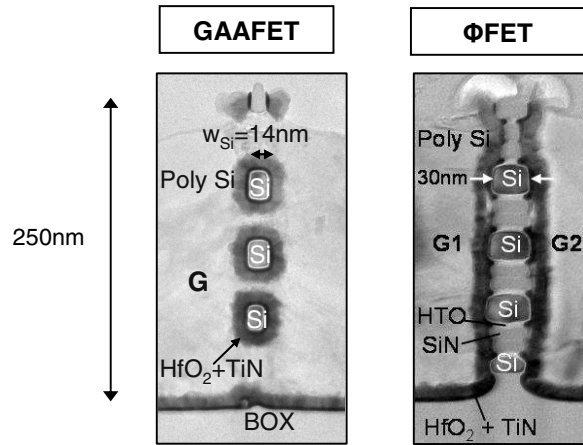 GAAFET
ΦFET
w_Si=14nm
Poly Si
Si
Si
Si
G
HfO₂+TiN
BOX
250nm
Poly Si
30nm
Si
G1
G2
Si
Si
HTO
SiN
Si
HfO₂ + TiN